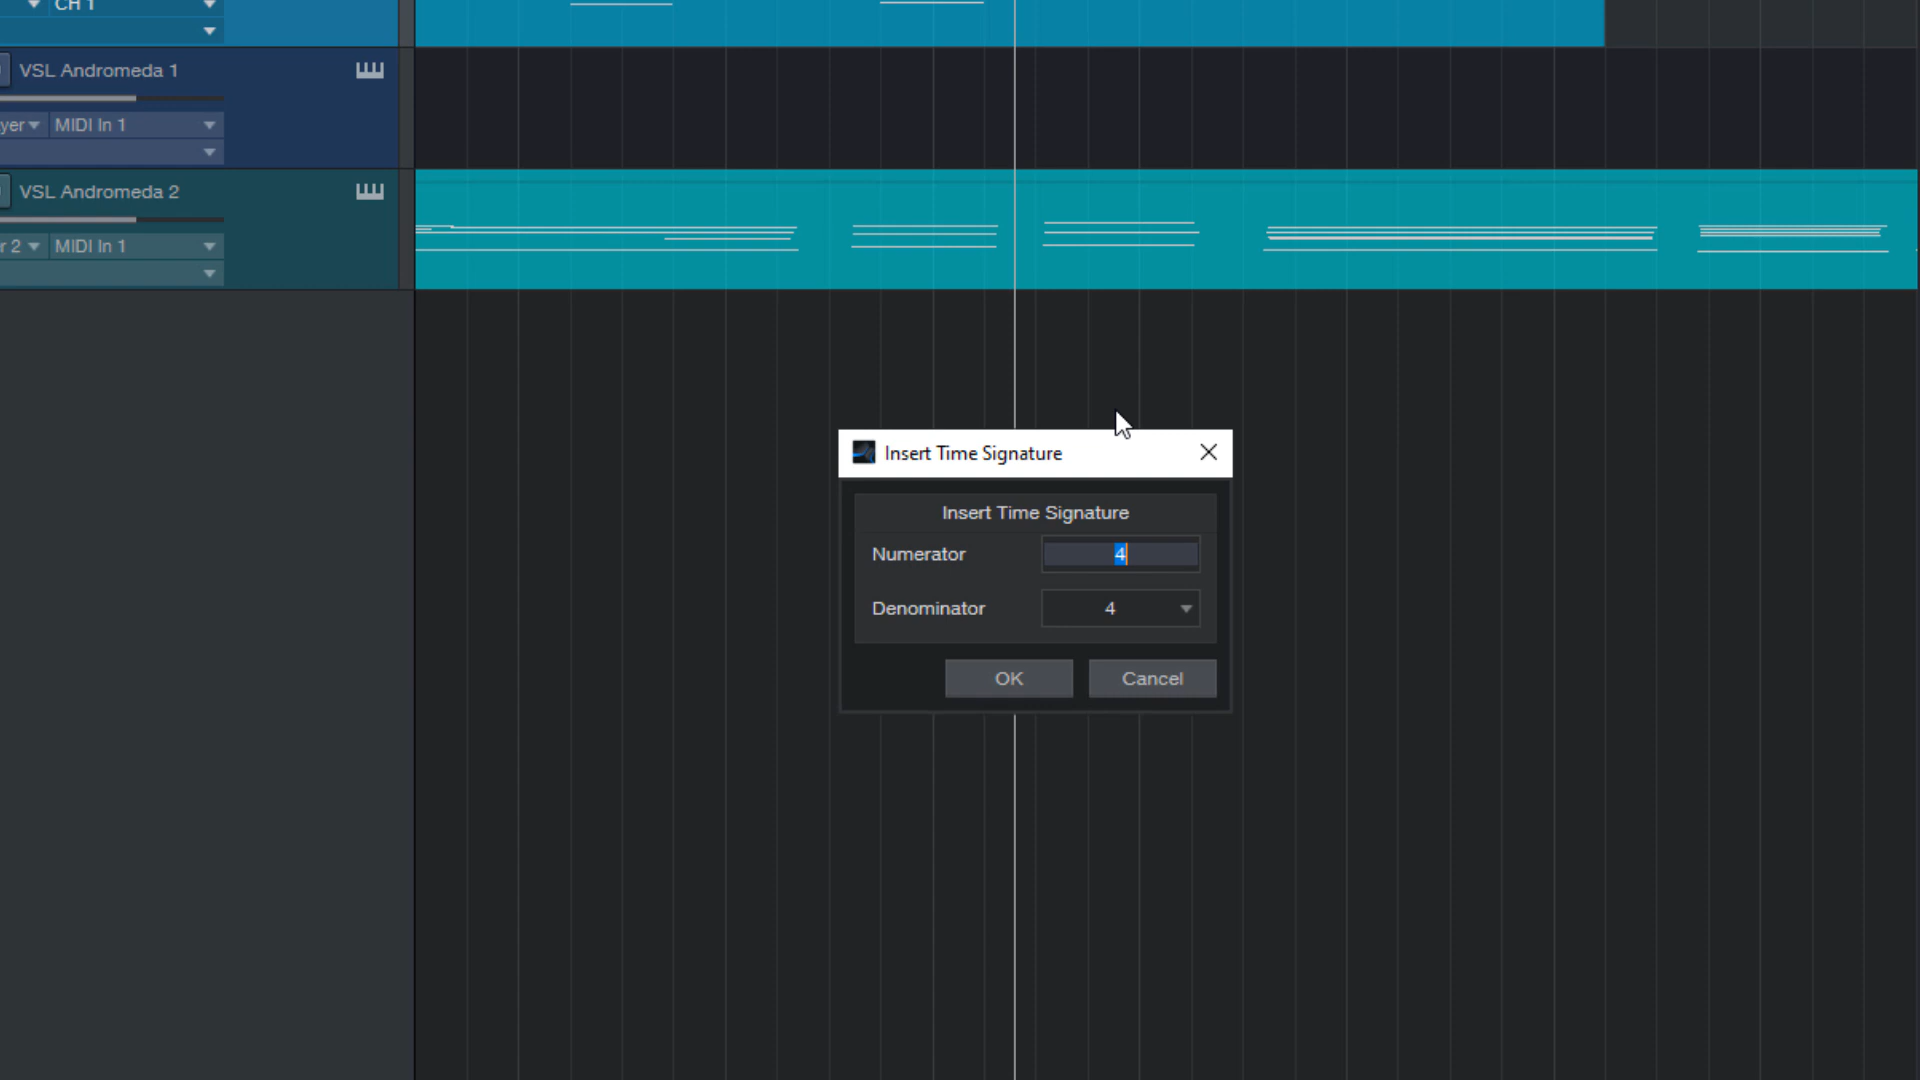 CH 1
VSL Andromeda 1
yer
MIDI In 1
VSL Andromeda 2
r 2
MIDI In 1
Insert Time Signature
Insert Time Signature
Numerator
4
Denominator
4
OK
Cancel